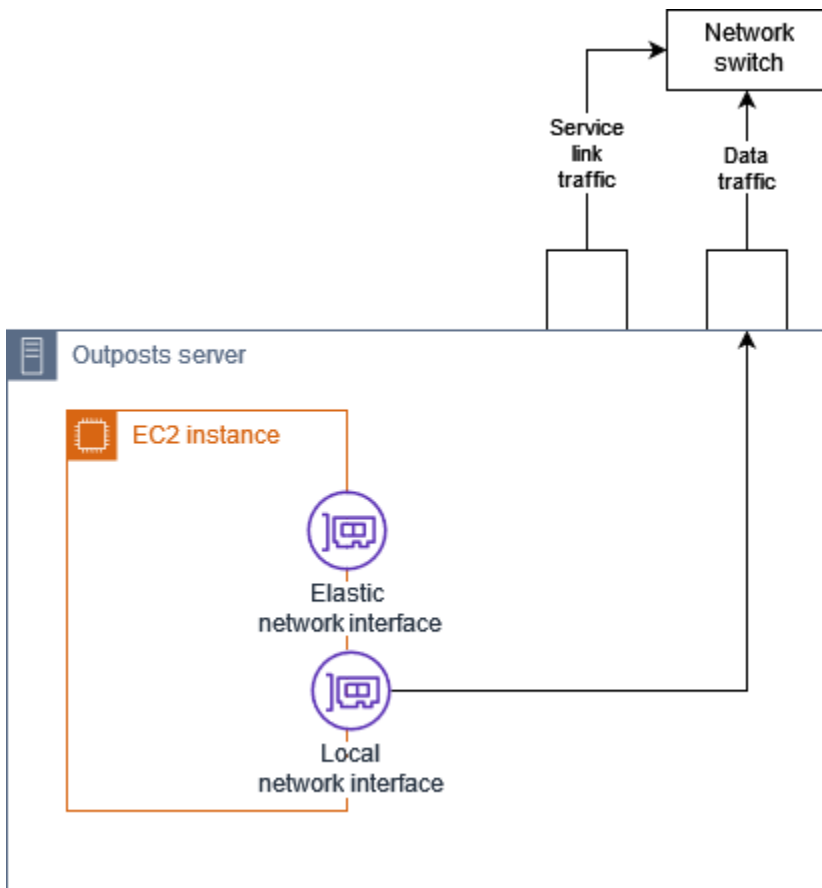 Network
switch
Service
link
traffic
Data
traffic
Outposts server
EC2 instance
Elastic
network interface
Local
network interface